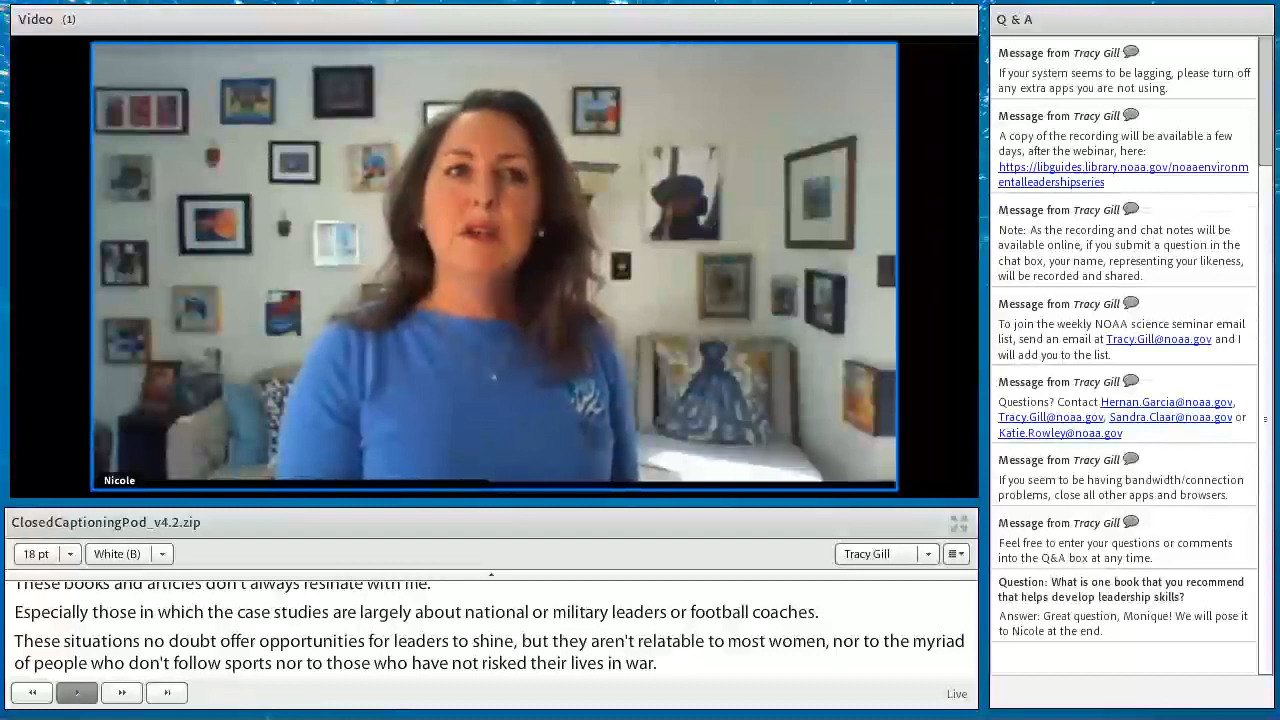 Video (1)
Nicole
ClosedCaptioningPod_v4.2.zip
18 pt
White (B)
Tracy Gill
These books and articles don't always resinate with me.
Especially those in which the case studies are largely about national or military leaders or football coaches.
These situations no doubt offer opportunities for leaders to shine, but they aren't relatable to most women, nor to the myriad
of people who don't follow sports nor to those who have not risked their lives in war.
Live
Q & A
Message from Tracy Gill
If your system seems to be lagging, please turn off
any extra apps you are not using.
Message from Tracy Gill
A copy of the recording will be available a few
days, after the webinar, here:
https://libguides.library.noaa.gov/noaaenvironm
entalleadershipseries
Message from Tracy Gill
Note: As the recording and chat notes will be
available online, if you submit a question in the
chat box, your name, representing your likeness,
will be recorded and shared.
Message from Tracy Gill
To join the weekly NOAA science seminar email
list, send an email at Tracy.Gill@noaa.gov and I
will add you to the list.
Message from Tracy Gill
Questions? Contact Hernan.Garcia@noaa.gov,
Tracy.Gill@noaa.gov, Sandra.Claar@noaa.gov or
Katie.Rowley@noaa.gov
Message from Tracy Gill
If you seem to be having bandwidth/connection
problems, close all other apps and browsers.
Message from Tracy Gill
Feel free to enter your questions or comments
into the Q&A box at any time.
Question: What is one book that you recommend
that helps develop leadership skills?
Answer: Great question, Monique! We will pose it
to Nicole at the end.